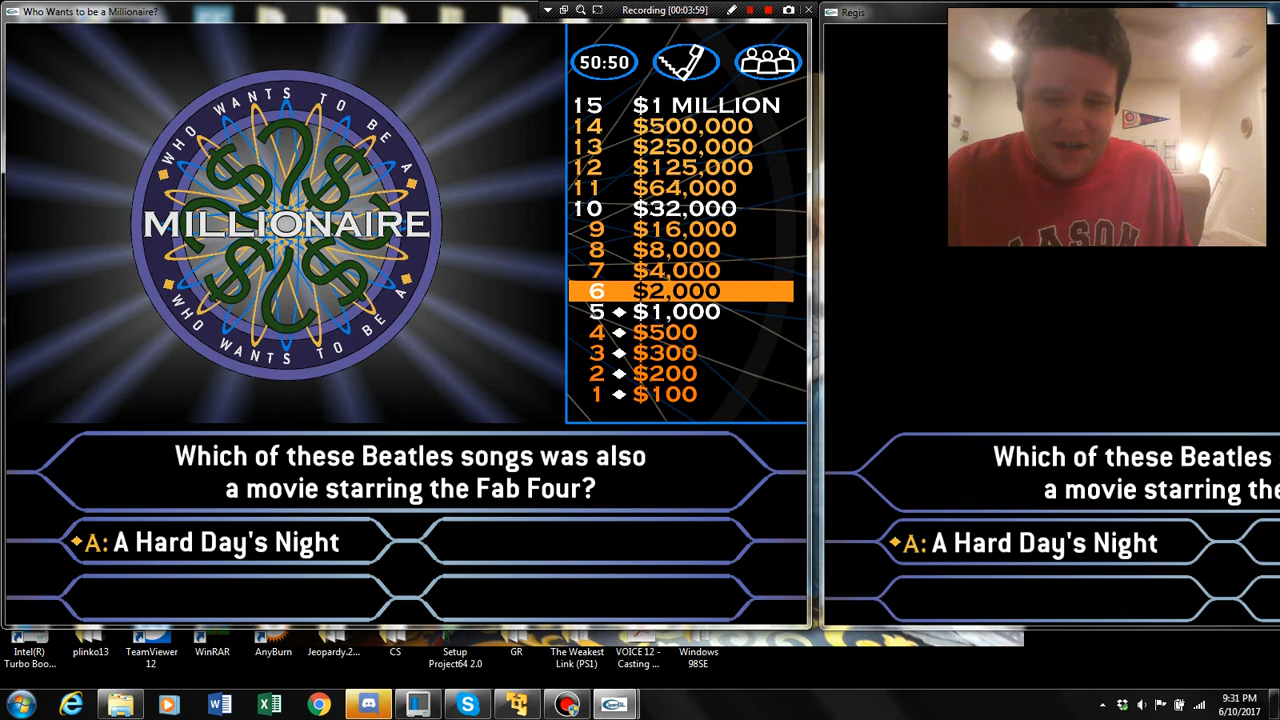 Who Wants to be a Millionaire?
Recording [00:03:59]
Regis
WHO WANTS TO BE A
MILLIONAIRE
WHO WANTS TO BE A
50:50
15 $1 MILLION
14 $500,000
13 $250,000
12 $125,000
11 $64,000
10 $32,000
9 $16,000
8 $8,000
7 $4,000
6 $2,000
5 $1,000
4 $500
3 $300
2 $200
1 $100
Which of these Beatles songs was also
a movie starring the Fab Four?
A: A Hard Day's Night
Which of these Beatles
a movie starring the
A: A Hard Day's Night
Intel(R) Turbo Boo...
plinko13
TeamViewer 12
WinRAR
AnyBurn
Jeopardy.2...
CS
Setup Project64 2.0
GR
The Weakest Link (PS1)
VOICE 12 - Casting ...
Windows 98SE
9:31 PM
6/10/2017